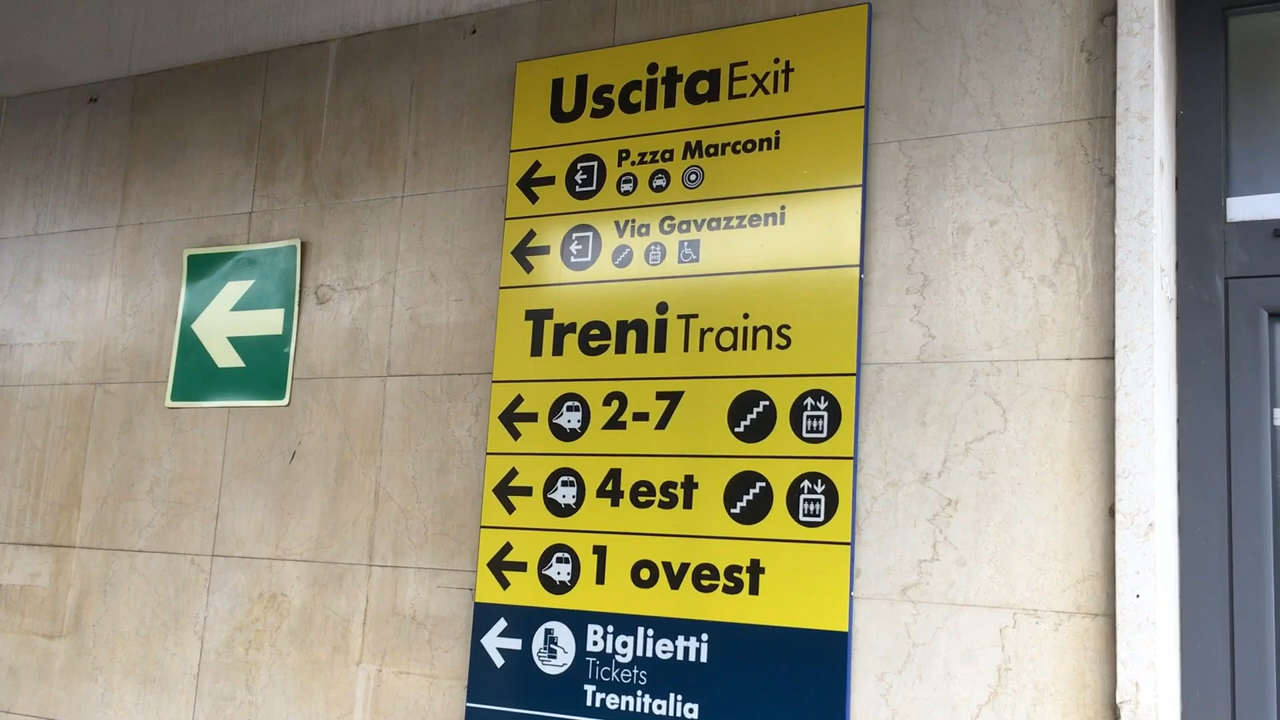 Uscita Exit
P.zza Marconi
Via Gavazzeni
Treni Trains
2-7
4est
1 ovest
Biglietti
Tickets
Trenitalia